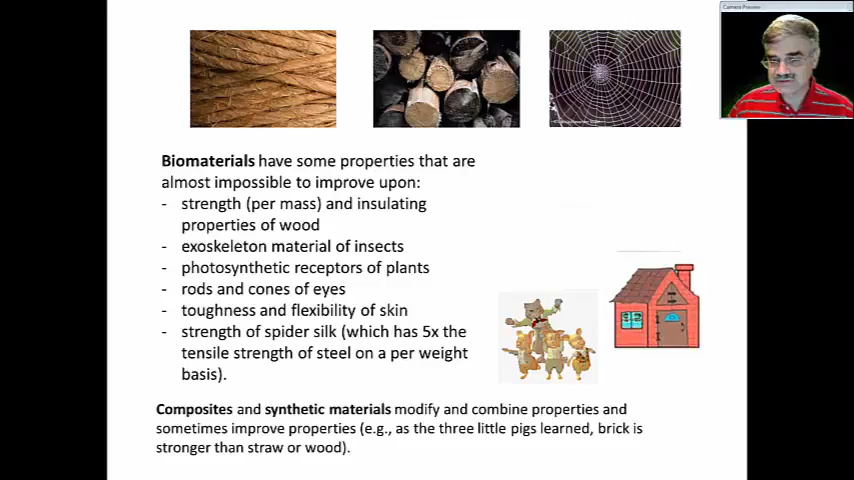 Camera Preview
Biomaterials have some properties that are
almost impossible to improve upon:
- strength (per mass) and insulating
properties of wood
- exoskeleton material of insects
- photosynthetic receptors of plants
- rods and cones of eyes
- toughness and flexibility of skin
- strength of spider silk (which has 5x the
tensile strength of steel on a per weight
basis).
Composites and synthetic materials modify and combine properties and
sometimes improve properties (e.g., as the three little pigs learned, brick is
stronger than straw or wood).